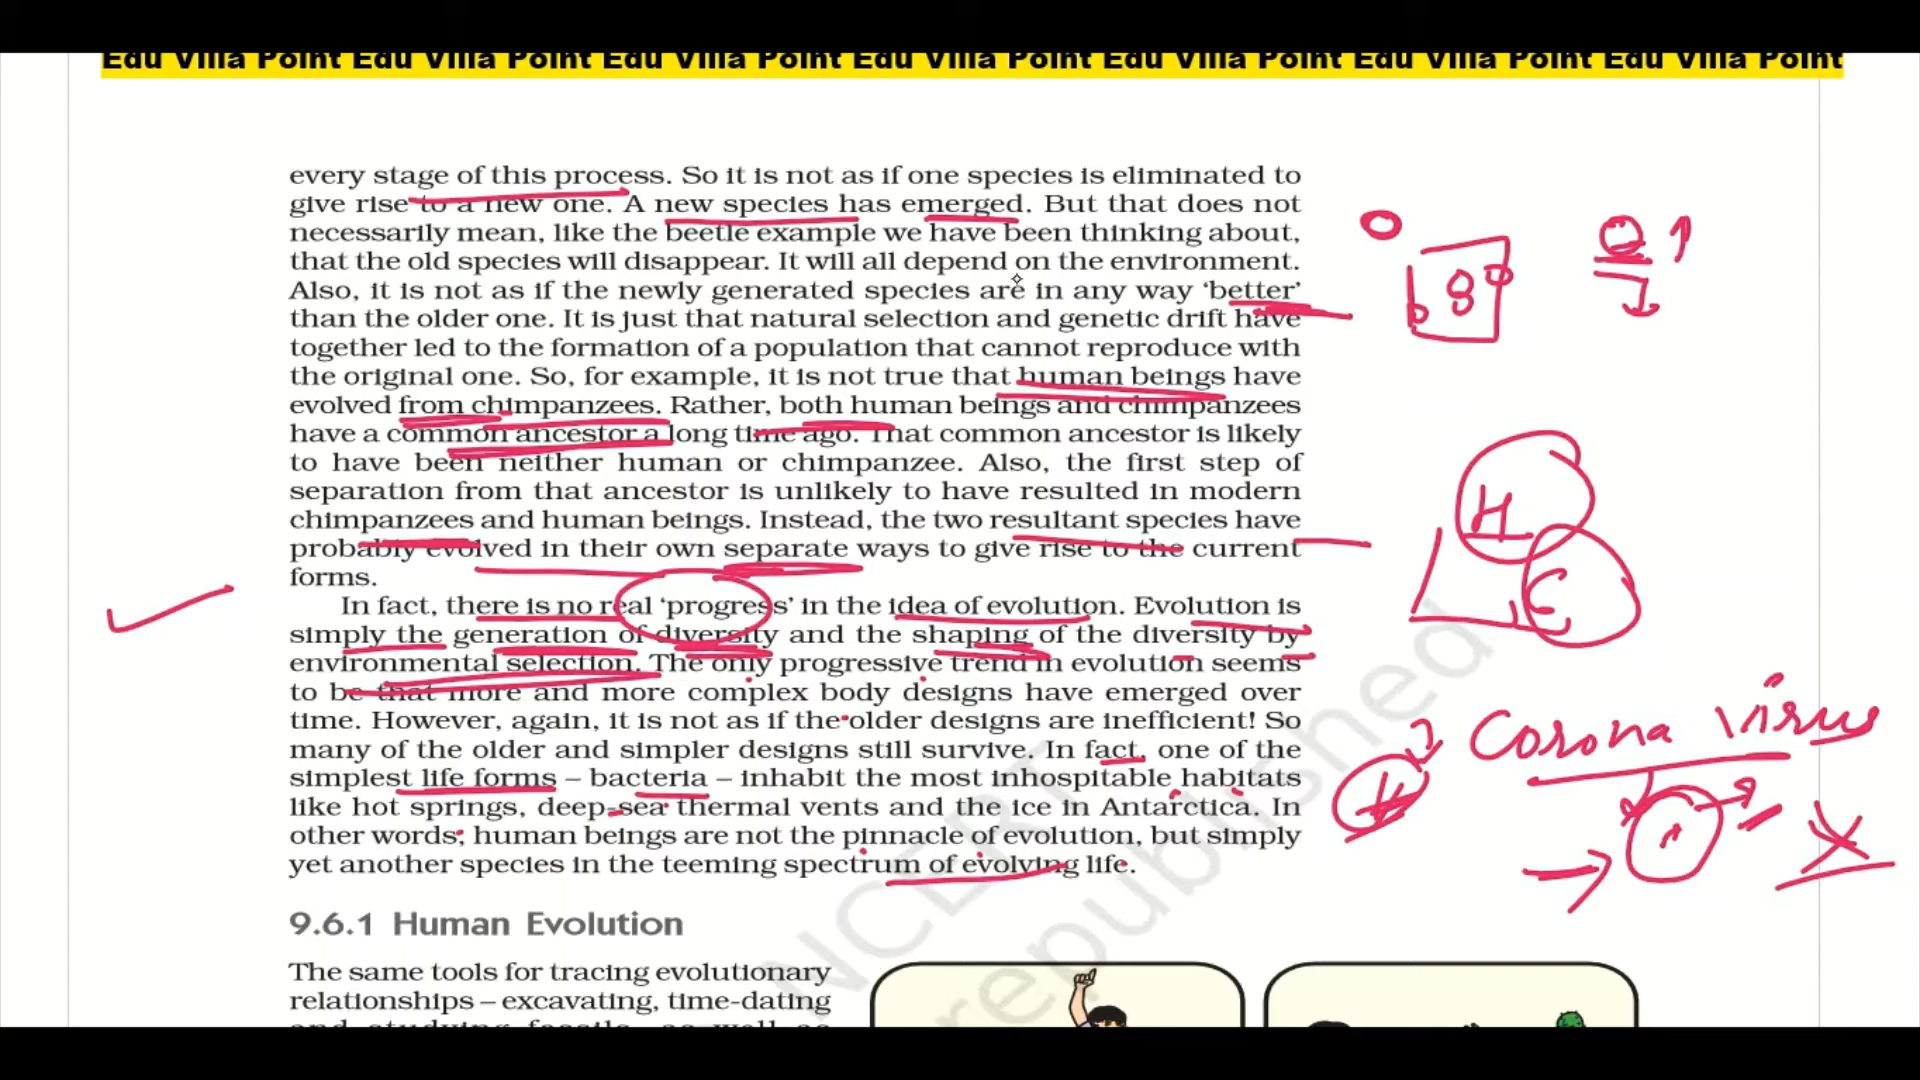 Edu Villa Point Edu Villa Point Edu Villa Point Edu Villa Point Edu Villa Point Edu Villa Point Edu Villa Point
every stage of this process. So it is not as if one species is eliminated to
give rise to a new one. A new species has emerged. But that does not
necessarily mean, like the beetle example we have been thinking about,
that the old species will disappear. It will all depend on the environment.
Also, it is not as if the newly generated species are in any way ‘better’
than the older one. It is just that natural selection and genetic drift have
together led to the formation of a population that cannot reproduce with
the original one. So, for example, it is not true that human beings have
evolved from chimpanzees. Rather, both human beings and chimpanzees
have a common ancestor a long time ago. That common ancestor is likely
to have been neither human or chimpanzee. Also, the first step of
separation from that ancestor is unlikely to have resulted in modern
chimpanzees and human beings. Instead, the two resultant species have
probably evolved in their own separate ways to give rise to the current
forms.
In fact, there is no real ‘progress’ in the idea of evolution. Evolution is
simply the generation of diversity and the shaping of the diversity by
environmental selection. The only progressive trend in evolution seems
to be that more and more complex body designs have emerged over
time. However, again, it is not as if the older designs are inefficient! So
many of the older and simpler designs still survive. In fact, one of the
simplest life forms – bacteria – inhabit the most inhospitable habitats
like hot springs, deep-sea thermal vents and the ice in Antarctica. In
other words, human beings are not the pinnacle of evolution, but simply
yet another species in the teeming spectrum of evolving life.
H
C
Corona Virus
9.6.1 Human Evolution
The same tools for tracing evolutionary
relationships – excavating, time-dating
and studying fossils, as well as
NCERT
republished